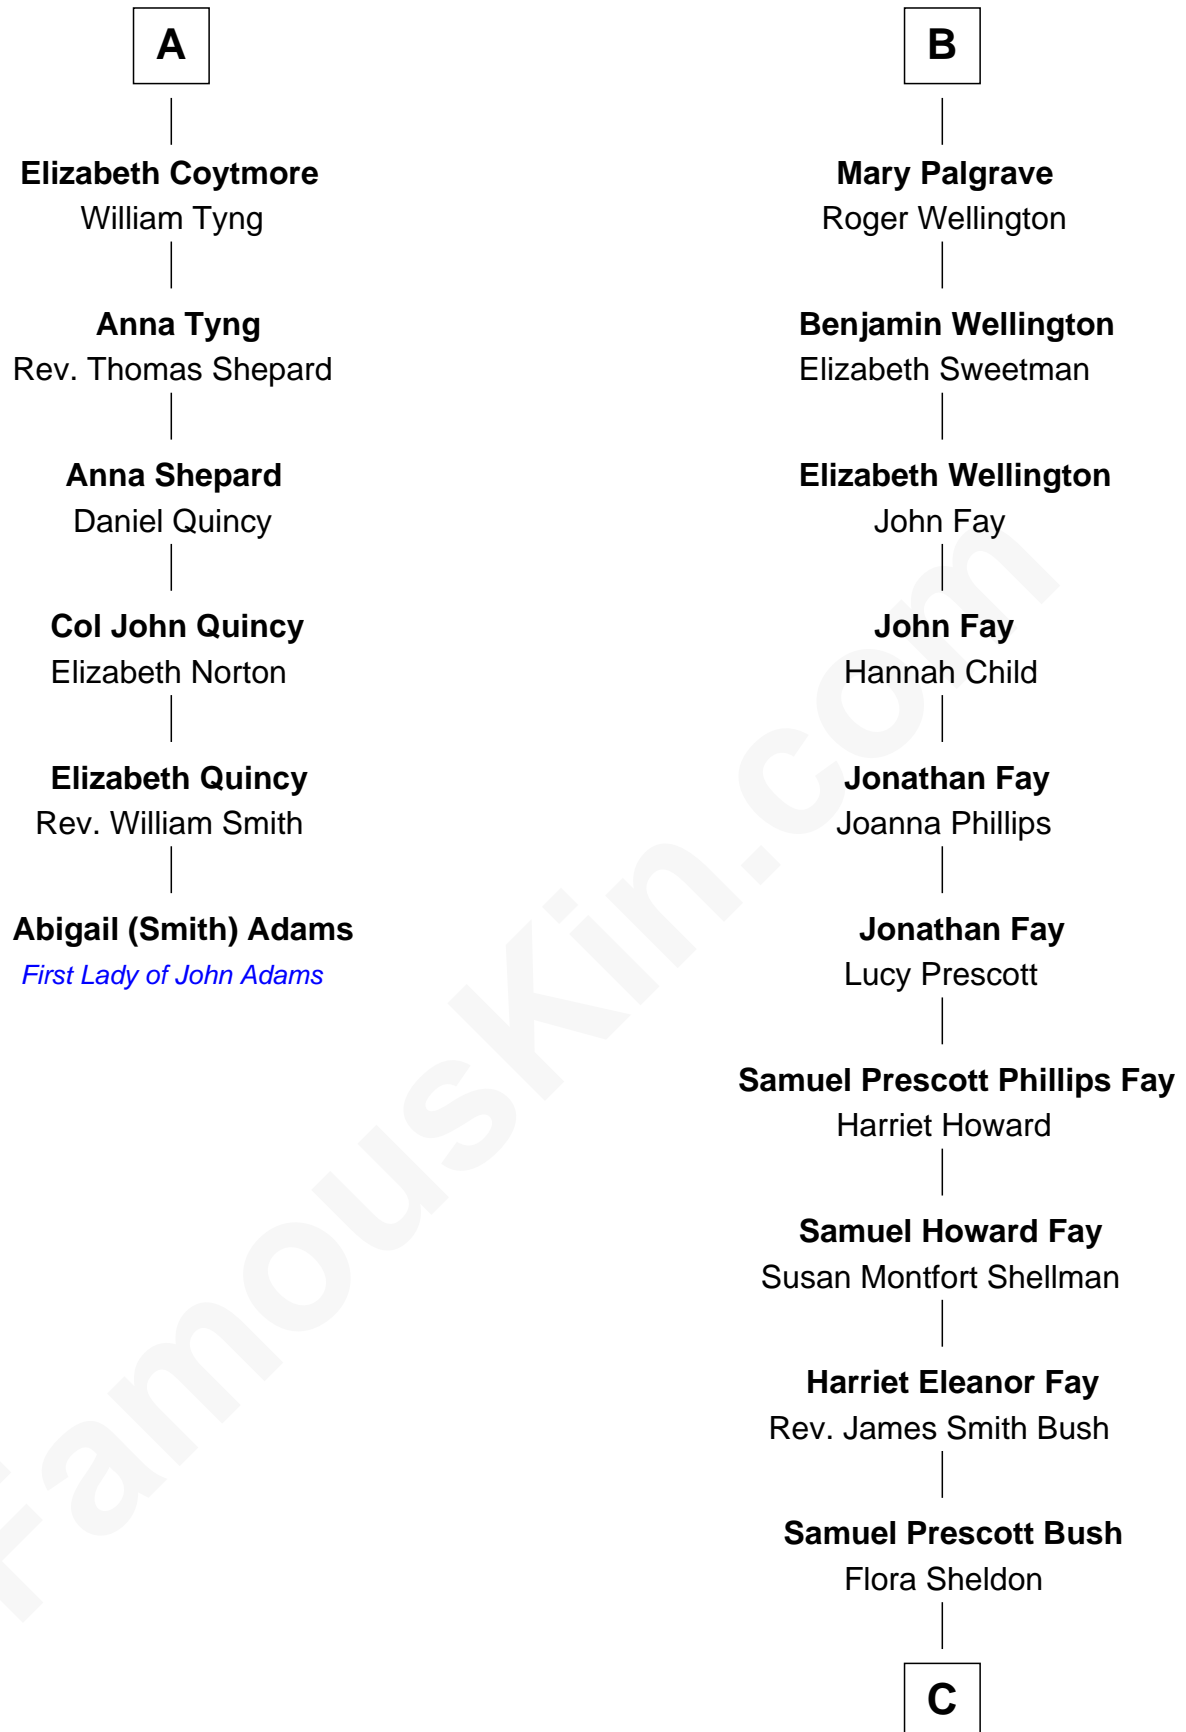 A
Elizabeth Coytmore
William Tyng
Anna Tyng
Rev. Thomas Shepard
Anna Shepard
Daniel Quincy
Col John Quincy
Elizabeth Norton
Elizabeth Quincy
Rev. William Smith
Abigail (Smith) Adams
First Lady of John Adams
B
Mary Palgrave
Roger Wellington
Benjamin Wellington
Elizabeth Sweetman
Elizabeth Wellington
John Fay
John Fay
Hannah Child
Jonathan Fay
Joanna Phillips
Jonathan Fay
Lucy Prescott
Samuel Prescott Phillips Fay
Harriet Howard
Samuel Howard Fay
Susan Montfort Shellman
Harriet Eleanor Fay
Rev. James Smith Bush
Samuel Prescott Bush
Flora Sheldon
C
FamousKin.com